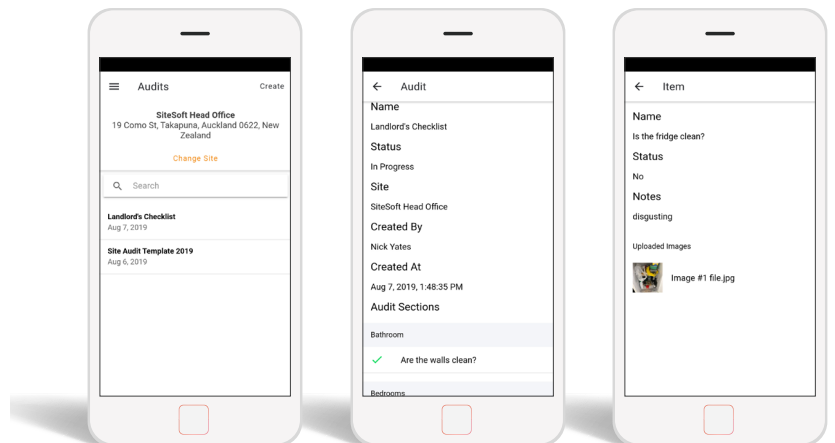 Audits
Create
SiteSoft Head Office
19 Como St, Takapuna, Auckland 0622, New
Zealand
Change Site
Search
Landlord's Checklist
Aug 7, 2019
Site Audit Template 2019
Aug 6, 2019
Audit
Name
Landlord's Checklist
Status
In Progress
Site
SiteSoft Head Office
Created By
Nick Yates
Created At
Aug 7, 2019, 1:48:35 PM
Audit Sections
Bathroom
Are the walls clean?
Bedrooms
Item
Name
Is the fridge clean?
Status
No
Notes
disgusting
Uploaded Images
Image #1 file.jpg